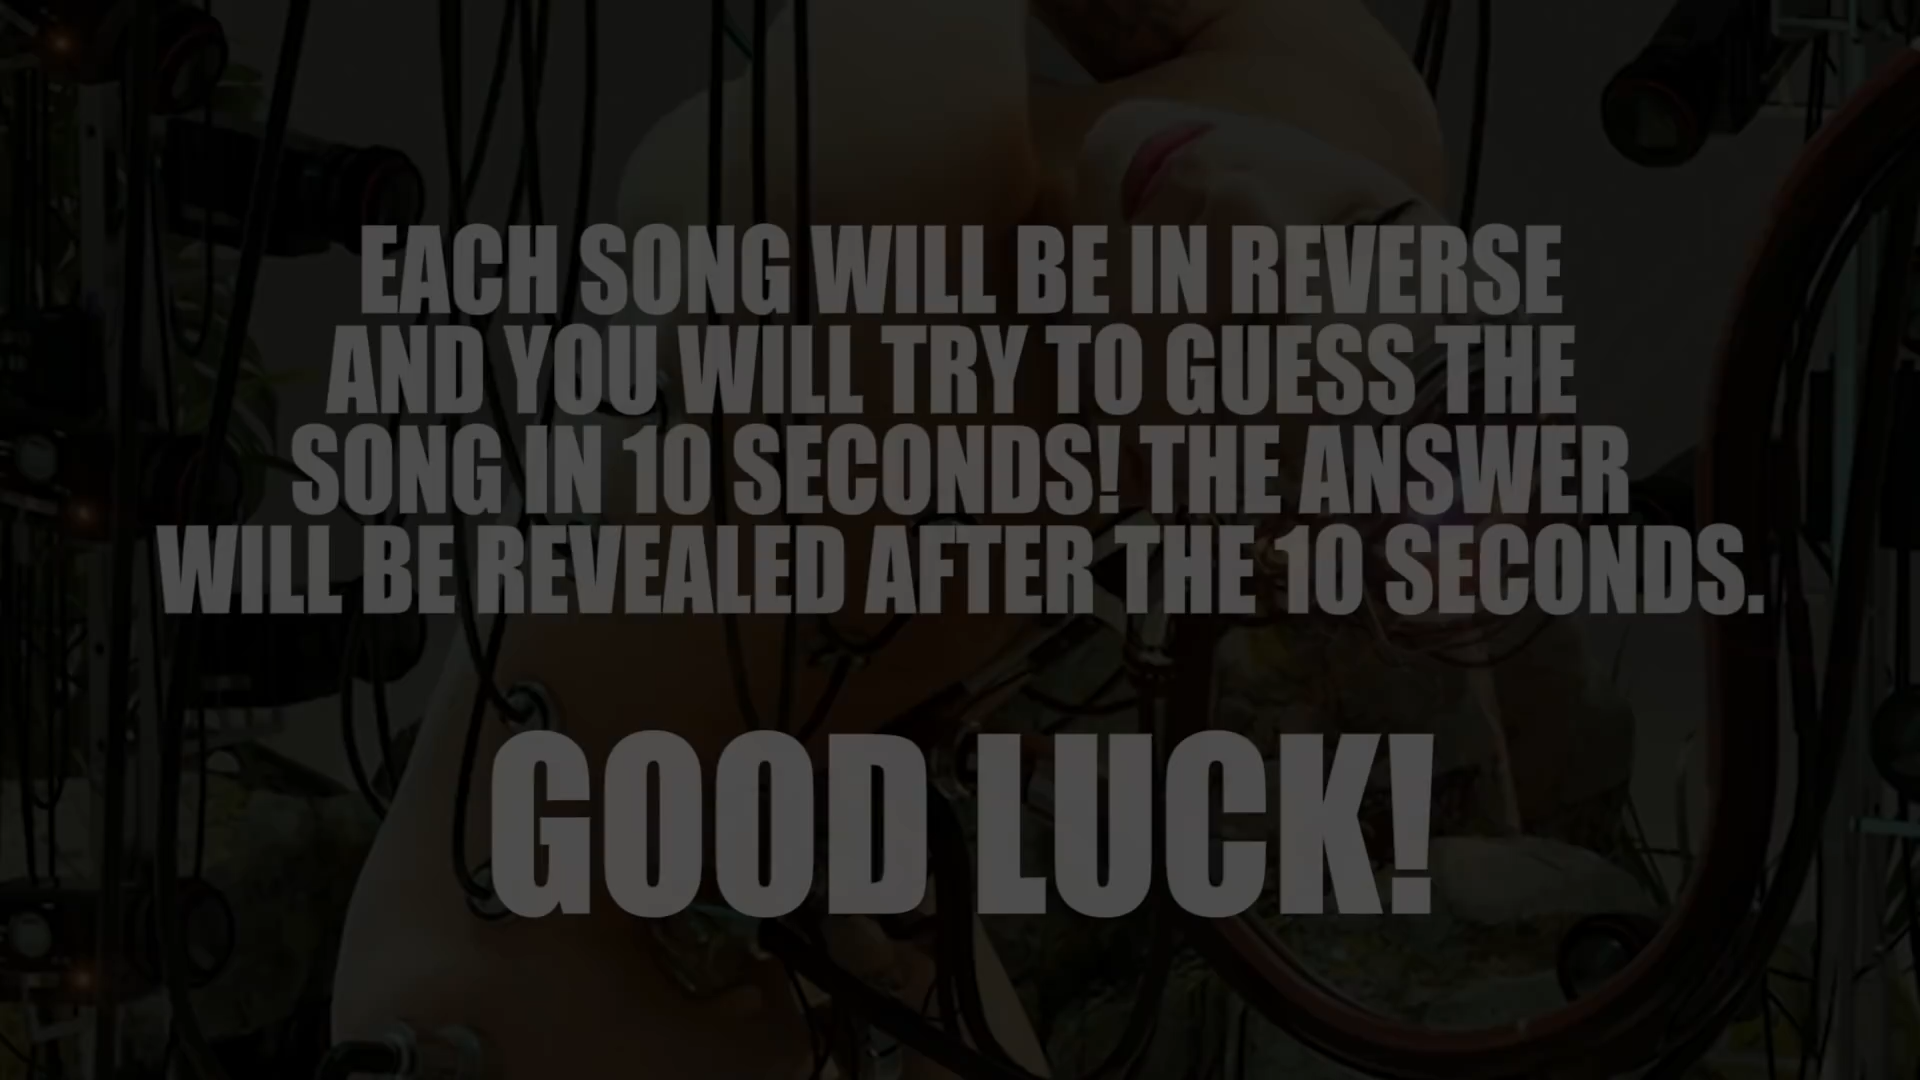 EACH SONG WILL BE IN REVERSE
AND YOU WILL TRY TO GUESS THE
SONG IN 10 SECONDS! THE ANSWER
WILL BE REVEALED AFTER THE 10 SECONDS.
GOOD LUCK!